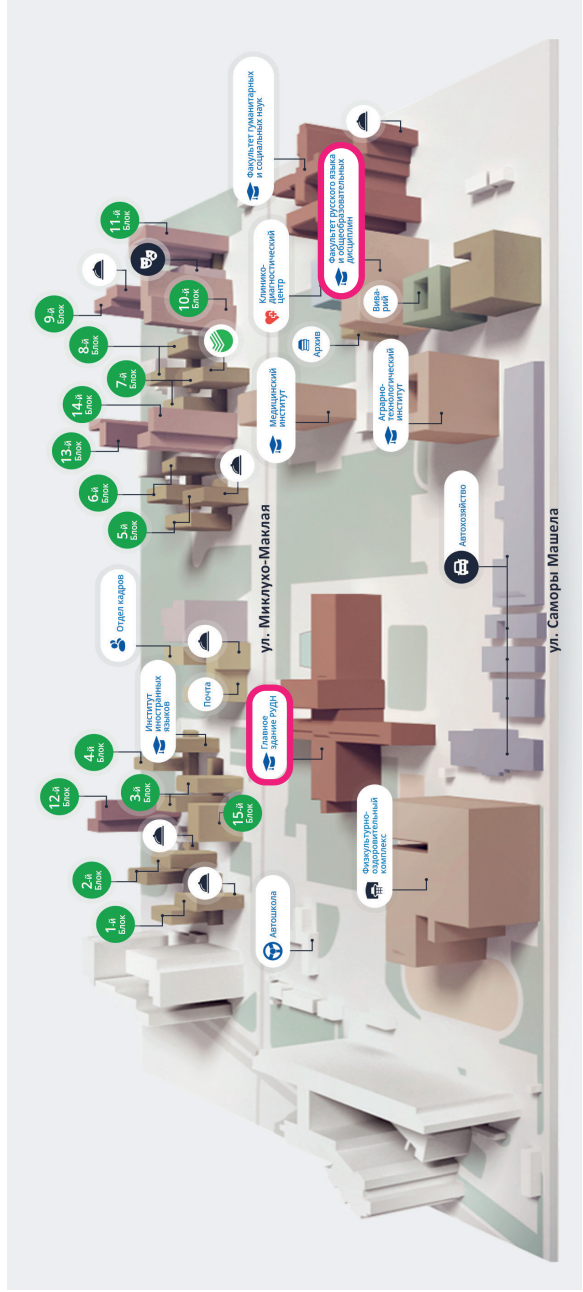 1-й
Блок
2-й
Блок
12-й
Блок
3-й
Блок
15-й
Блок
4-й
Блок
Институт
иностранных
языков
Отдел кадров
Почта
5-й
Блок
6-й
Блок
13-й
Блок
14-й
Блок
7-й
Блок
8-й
Блок
9-й
Блок
10-й
Блок
11-й
Блок
ул. Миклухо-Маклая
Автошкола
Главное
здание РУДН
Медицинский
институт
Клинико-
диагностический
центр
Факультет гуманитарных
и социальных наук
Архив
Факультет русского языка
и общеобразовательных
дисциплин
Физкультурно-
оздоровительный
комплекс
Аграрно-
технологический
институт
Вива-
рий
Автохозяйство
ул. Саморы Машела